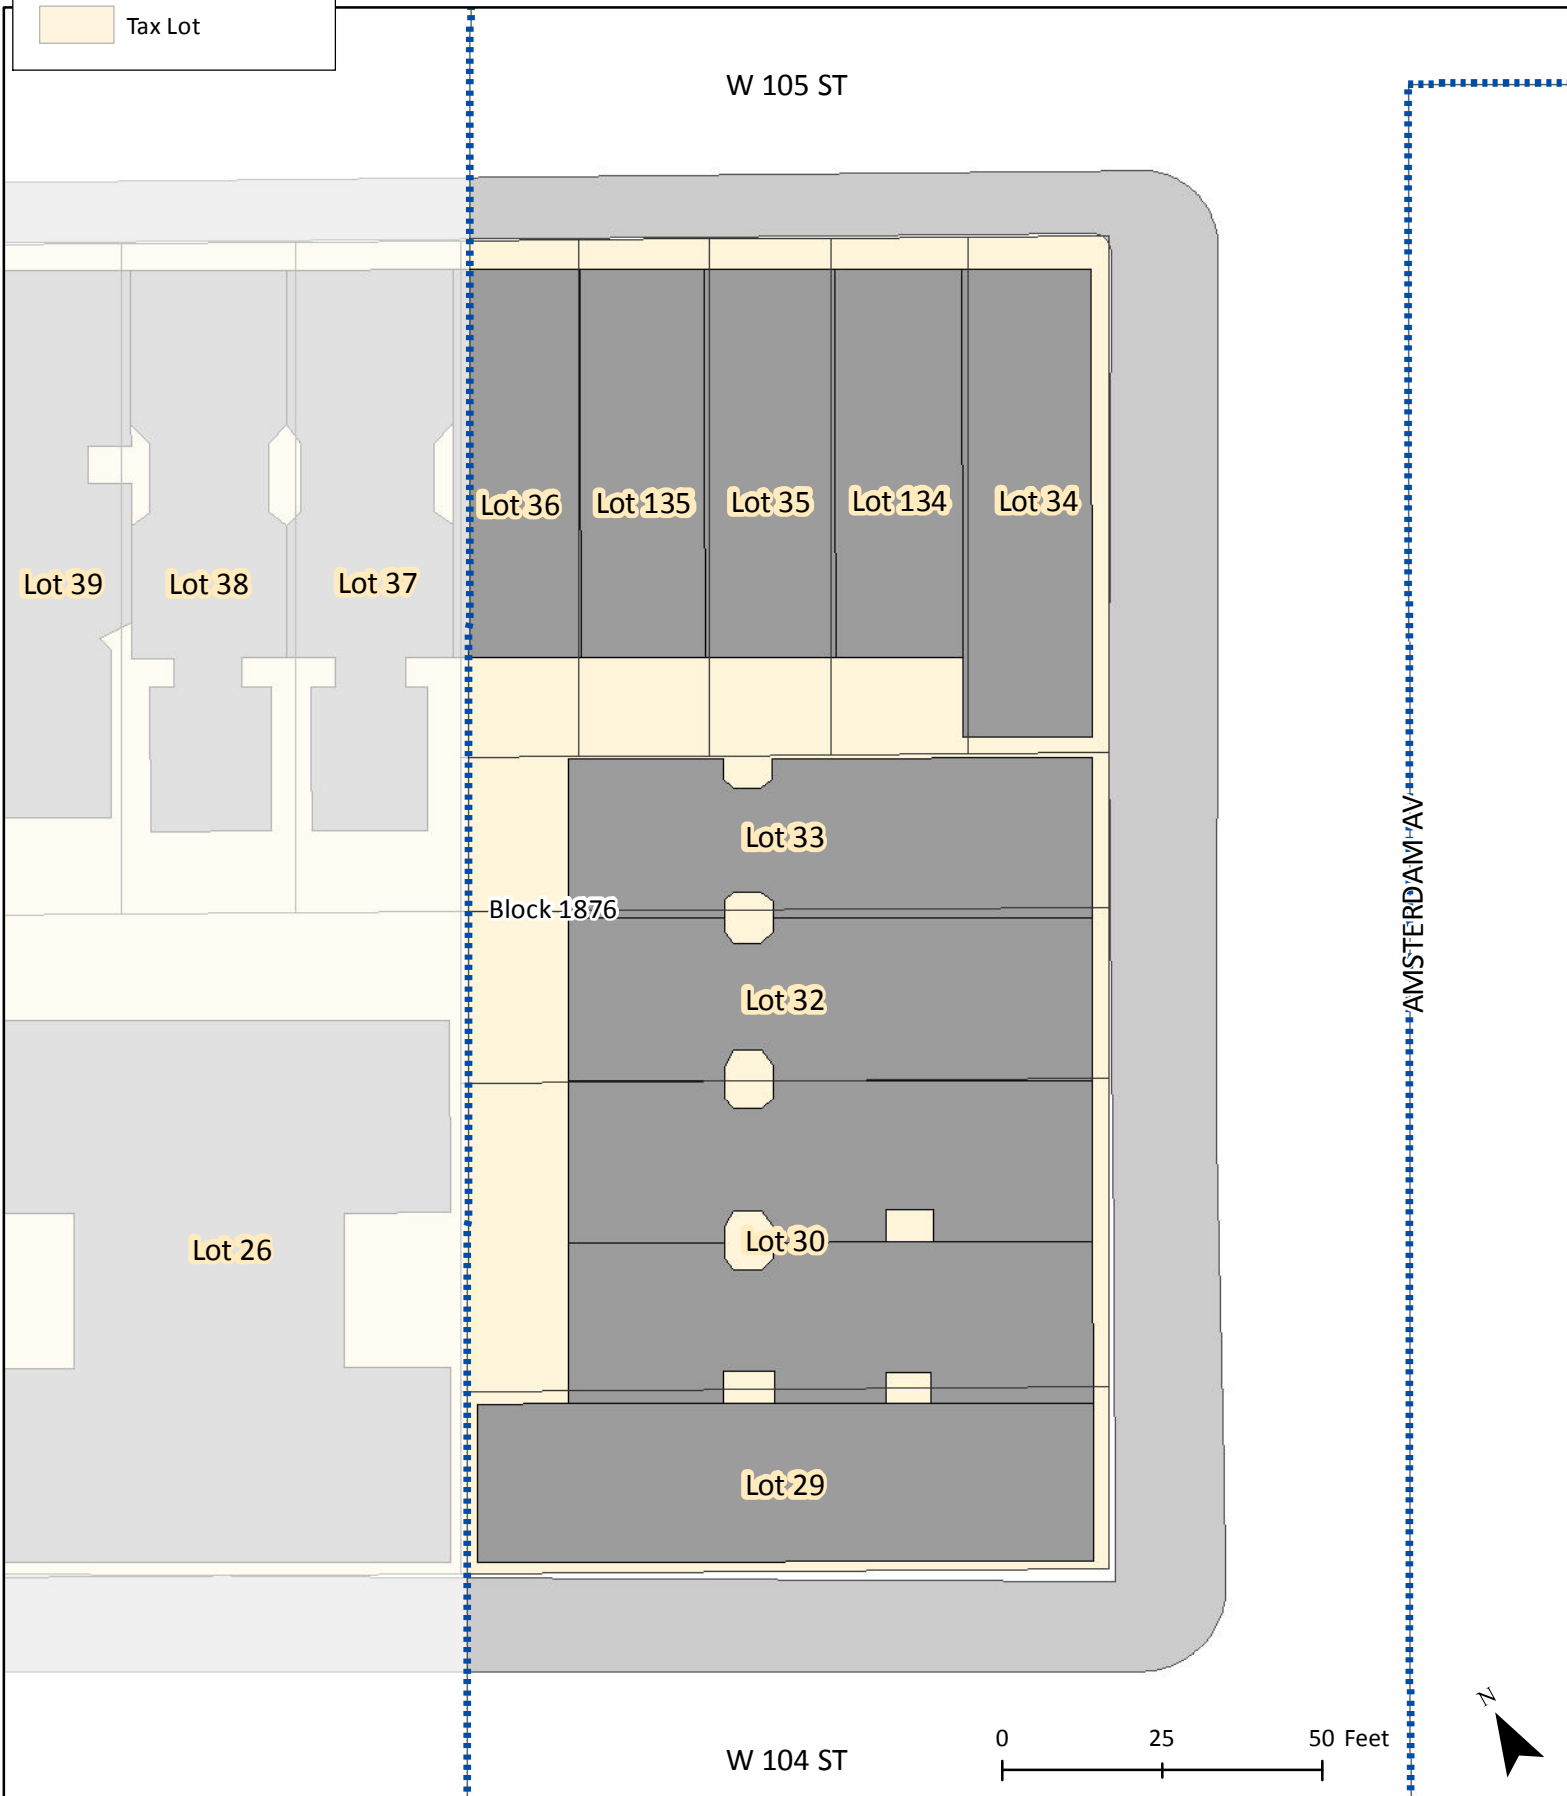 Tax Lot
W 105 ST
Lot 36
Lot 135
Lot 35
Lot 134
Lot 34
Lot 39
Lot 38
Lot 37
Lot 33
Block 1876
AMSTERDAM AV
Lot 32
Lot 30
Lot 26
Lot 29
N
0 25 50 Feet
W 104 ST